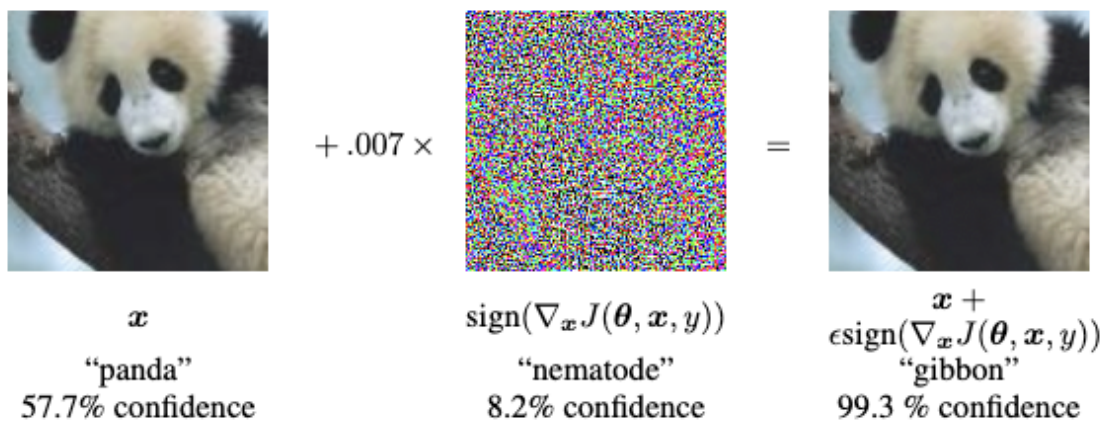 + .007 ×
=
x
“panda”
57.7% confidence
sign(∇ₓJ(θ, x, y))
“nematode”
8.2% confidence
x +
ϵsign(∇ₓJ(θ, x, y))
“gibbon”
99.3 % confidence